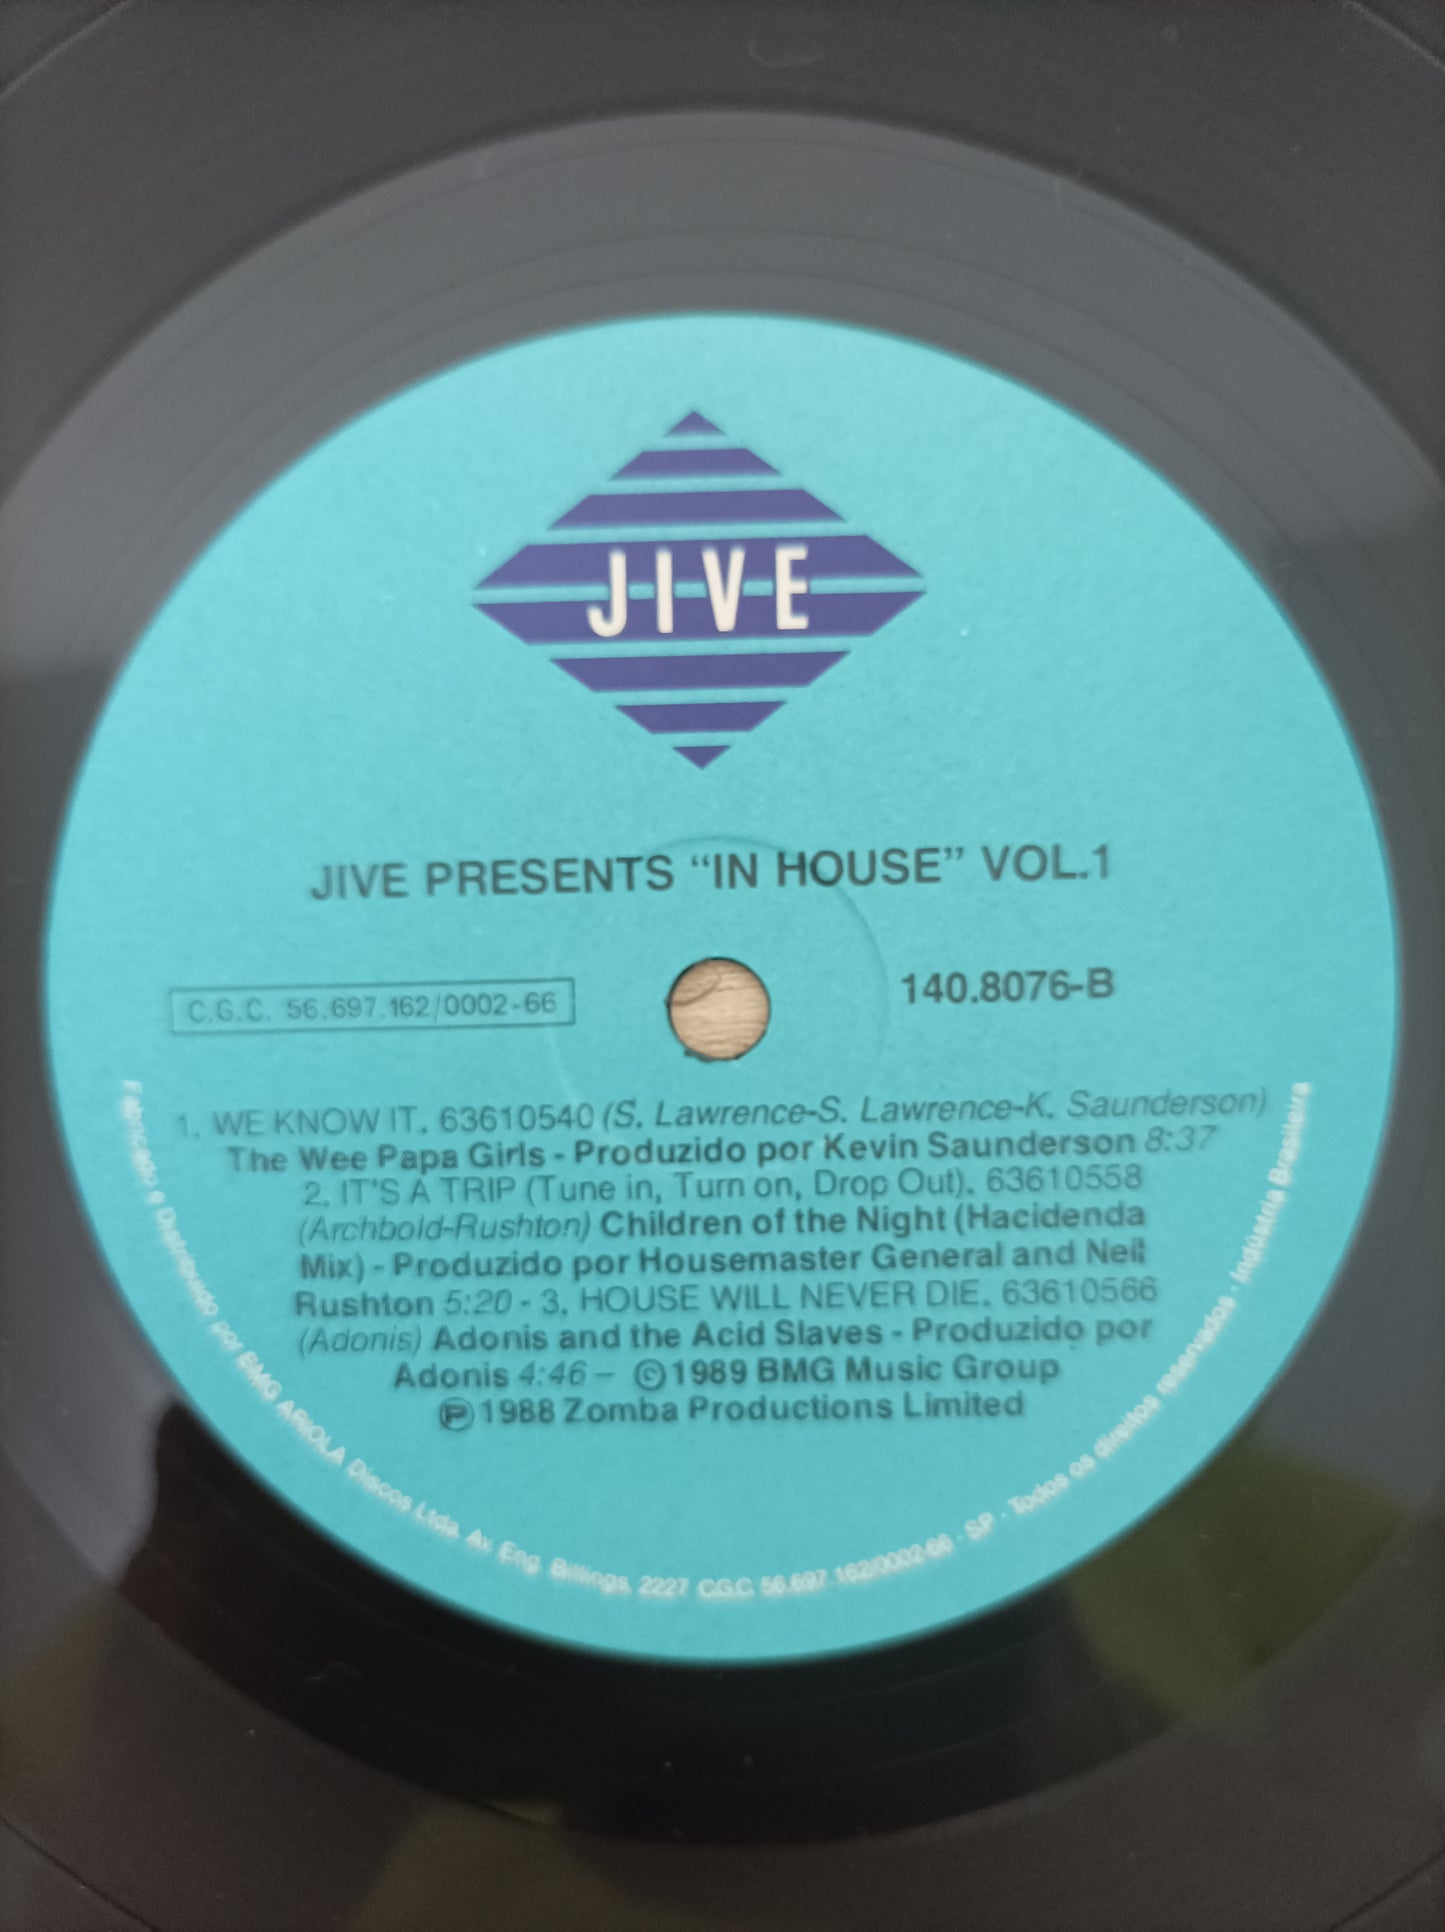 JIVE
JIVE PRESENTS “IN HOUSE” VOL.1
C.G.C. 56.697.162/0002-66
140.8076-B
1. WE KNOW IT. 63610540 (S. Lawrence-S. Lawrence-K. Saunderson)
The Wee Papa Girls - Produzido por Kevin Saunderson 8:37
2. IT'S A TRIP (Tune in, Turn on, Drop Out). 63610558
(Archbold-Rushton) Children of the Night (Hacidenda
Mix) - Produzido por Housemaster General and Neil
Rushton 5:20 - 3. HOUSE WILL NEVER DIE. 63610566
(Adonis) Adonis and the Acid Slaves - Produzido por
Adonis 4:46 – ©1989 BMG Music Group
℗1988 Zomba Productions Limited
Fabricado e Distribuído por BMG ARIOLA Discos Ltda. Av. Eng. Billings, 2227 C.G.C. 56.697.162/0002-66 · SP · Todos os direitos reservados · Indústria Brasileira